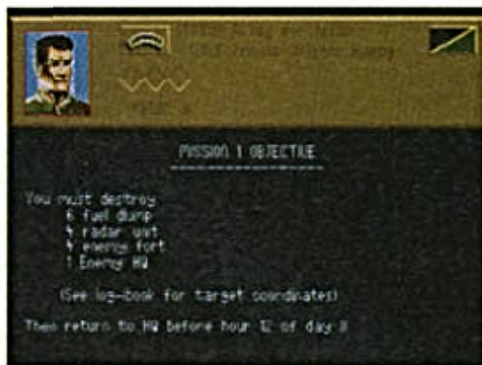 MISSION 1 OBJECTIVE
You must destroy
6 fuel dump
4 radar unit
4 enemy fort
1 Enemy HQ
(See log-book for target coordinates)
Then return to HQ before hour 12 of day 8